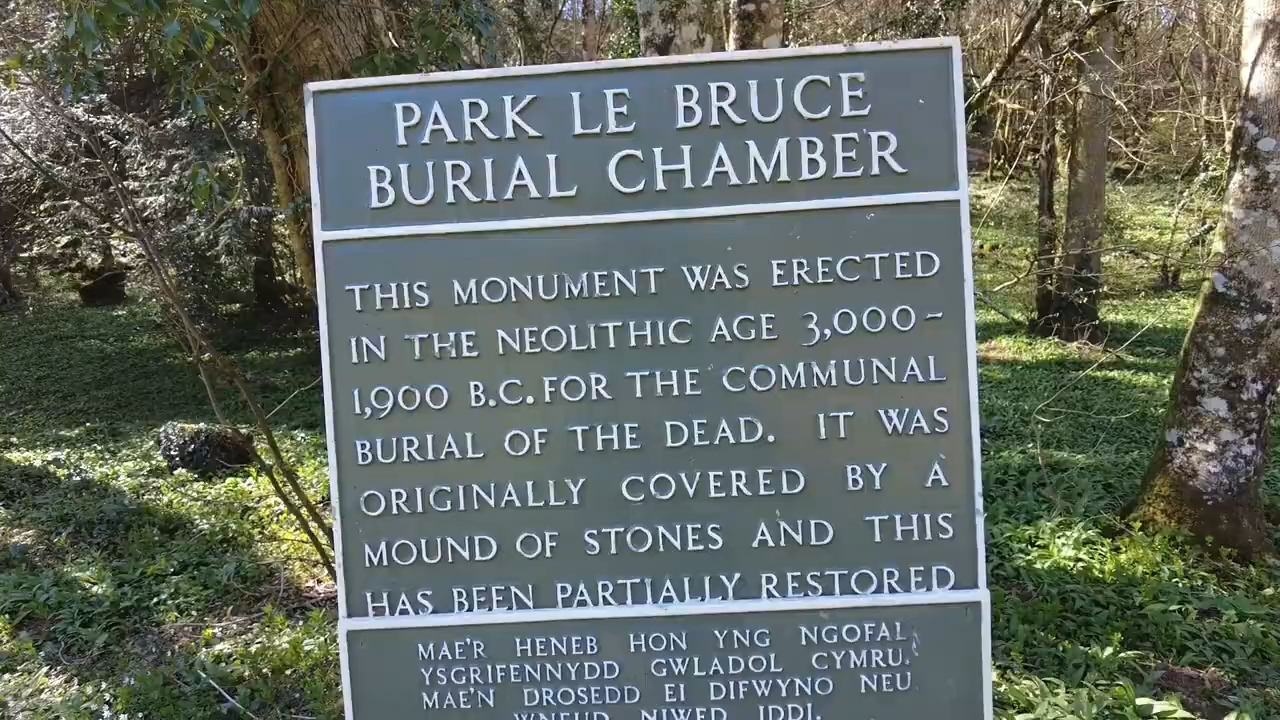 PARK LE BRUCE
BURIAL CHAMBER
THIS MONUMENT WAS ERECTED
IN THE NEOLITHIC AGE 3,000-
1,900 B.C. FOR THE COMMUNAL
BURIAL OF THE DEAD. IT WAS
ORIGINALLY COVERED BY A
MOUND OF STONES AND THIS
HAS BEEN PARTIALLY RESTORED
MAE'R HENEB HON YNG NGOFAL
YSGRIFENNYDD GWLADOL CYMRU.
MAE'N DROSEDD EI DIFWYNO NEU
WNEUD NIWED IDDI.